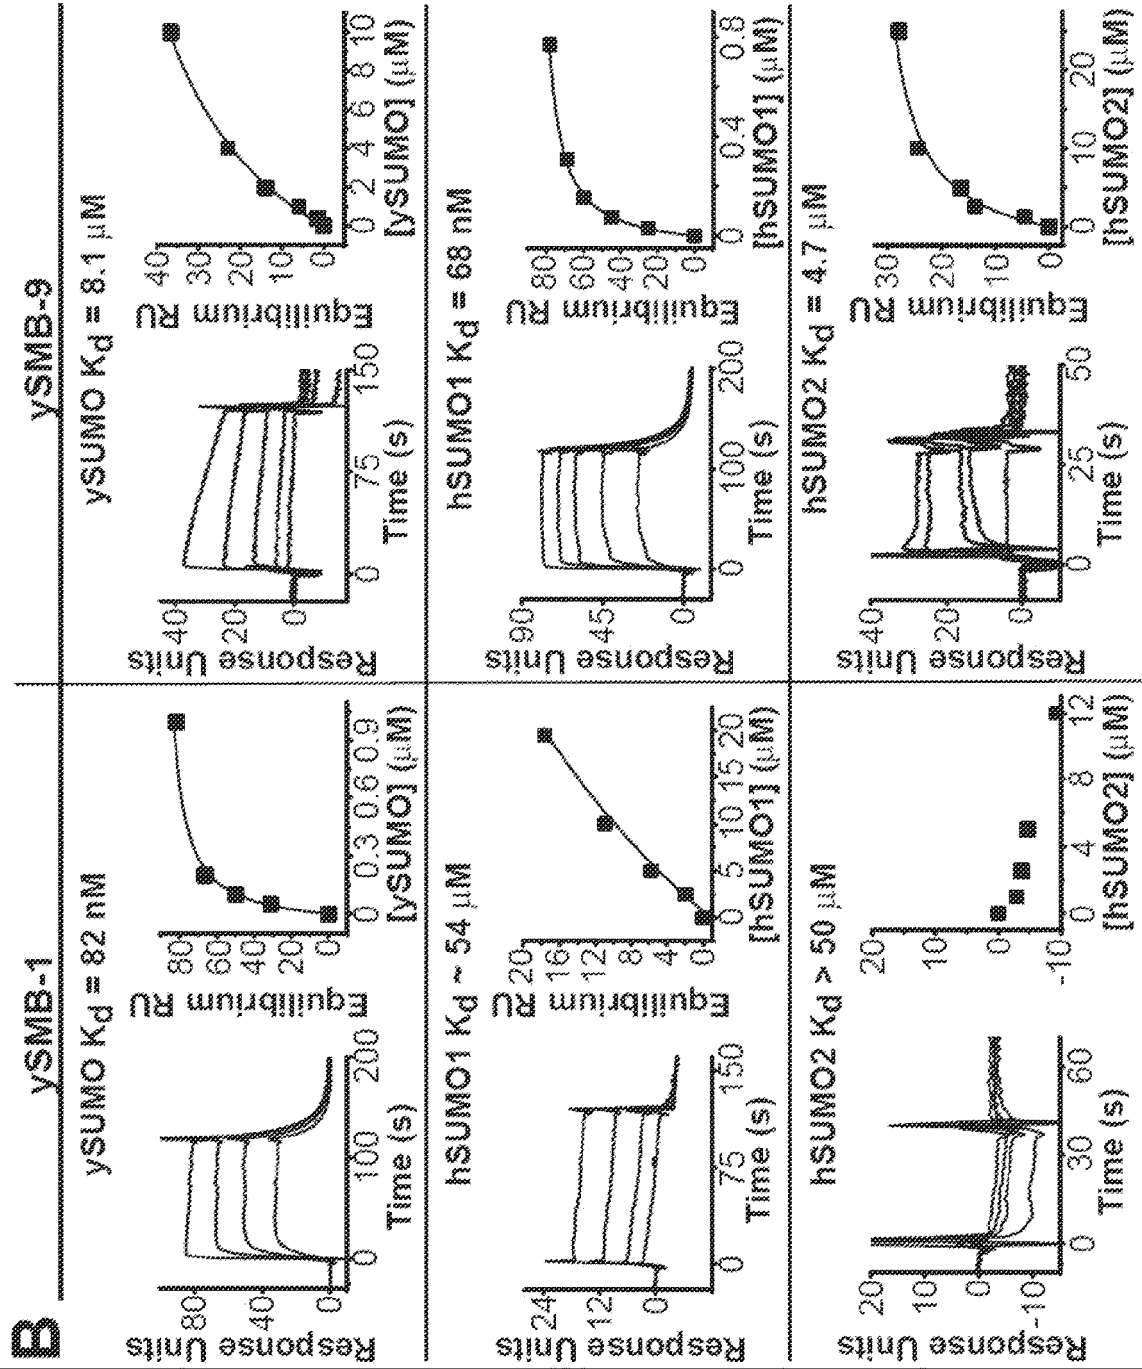 B
ySMB-1
ySMB-9
ySUMO Kd = 82 nM
Response Units
80
40
0
0 100 200
Time (s)
Equilibrium
RU
80
60
40
20
0
0 0.3 0.6 0.9
[ySUMO] (µM)
ySUMO Kd = 8.1 µM
Response Units
40
20
0
0 75 150
Time (s)
Equilibrium
RU
40
30
20
10
0
0 2 4 6 8 10
[ySUMO] (µM)
hSUMO1 Kd ~ 54 µM
Response Units
24
12
0
0 75 150
Time (s)
Equilibrium
RU
20
16
12
8
4
0
0 5 10 15 20
[hSUMO1] (µM)
hSUMO1 Kd = 68 nM
Response Units
90
45
0
0 100 200
Time (s)
Equilibrium
RU
80
60
40
20
0
0 0.4 0.8
[hSUMO1] (µM)
hSUMO2 Kd > 50 µM
Response Units
20
10
0
-10
0 30 60
Time (s)
20
10
0
-10
0 4 8 12
[hSUMO2] (µM)
hSUMO2 Kd = 4.7 µM
Response Units
40
20
0
0 25 50
Time (s)
Equilibrium
RU
30
20
10
0
0 10 20
[hSUMO2] (µM)